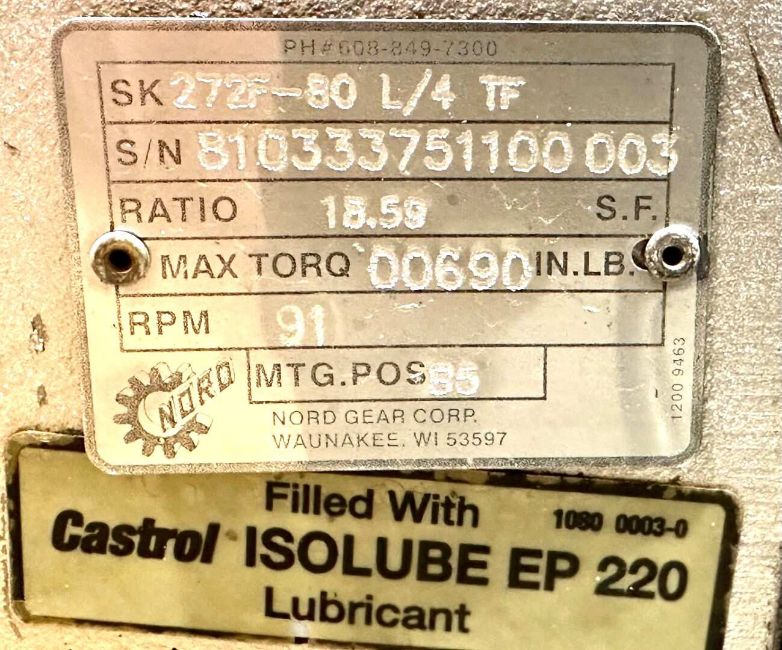 PH#608-849-7300
SK 272F-80 L/4 TF
S/N 810333751100 003
RATIO 18.59 S.F.
MAX TORQ 00690 IN.LB.
RPM 91
NORD
MTG.POS B5
NORD GEAR CORP.
WAUNAKEE, WI 53597
1200 9463
Filled With 1080 0003-0
Castrol ISOLUBE EP 220
Lubricant